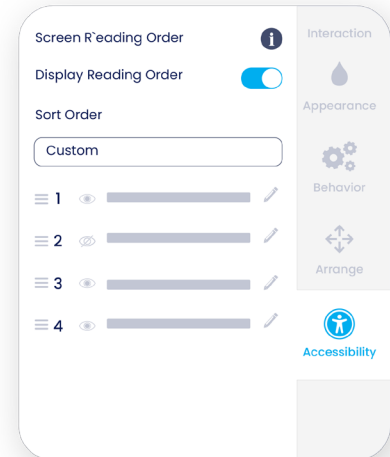 Screen R`eading Order
Display Reading Order
Sort Order
Custom
1
2
3
4
Interaction
Appearance
Behavior
Arrange
Accessibility